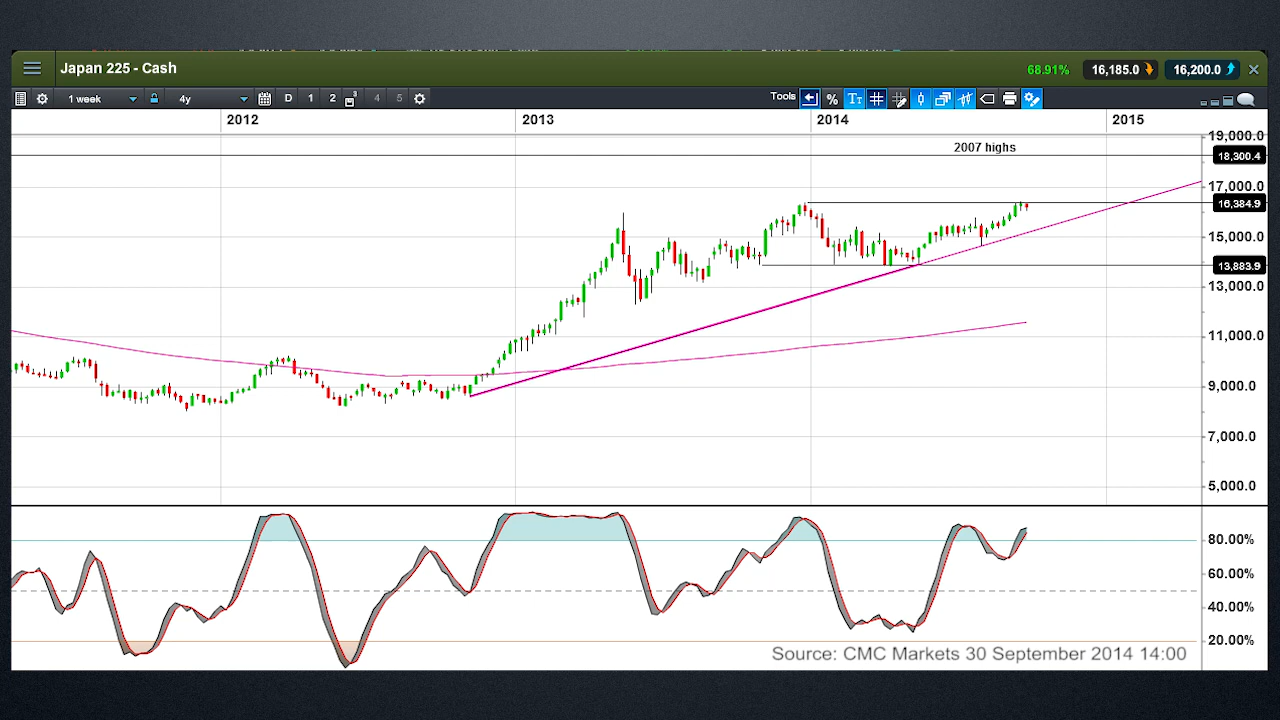 Japan 225 - Cash
68.91% 16,185.0 16,200.0
1 week 4y D 1 2 3 4 5 Tools %
2012 2013 2014 2015
19,000.0
2007 highs
18,300.4
17,000.0
16,384.9
15,000.0
13,883.9
13,000.0
11,000.0
9,000.0
7,000.0
5,000.0
80.00%
60.00%
40.00%
20.00%
Source: CMC Markets 30 September 2014 14:00